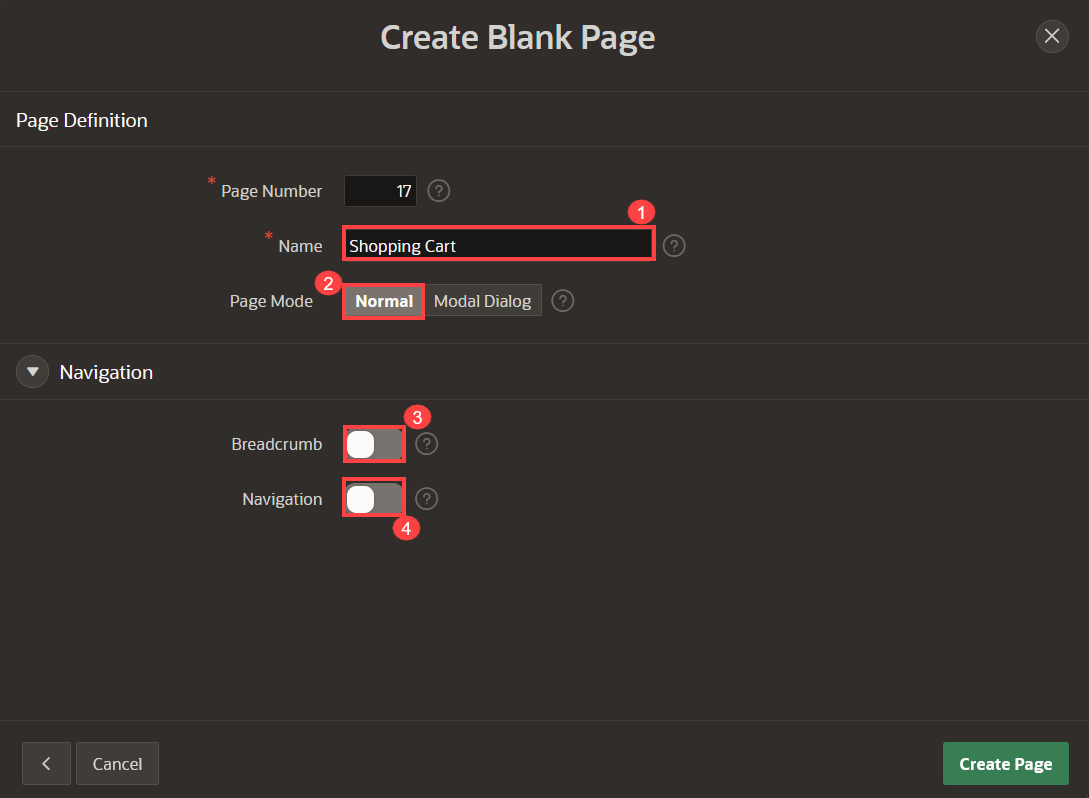 Create Blank Page
Page Definition
* Page Number 17 ?
1
* Name Shopping Cart ?
2
Page Mode Normal Modal Dialog ?
Navigation
3
Breadcrumb ?
Navigation ?
4
Cancel Create Page